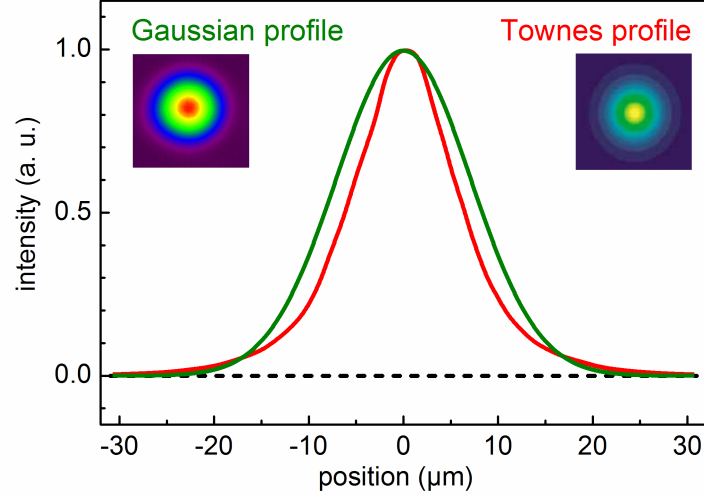 Gaussian profile
Townes profile
intensity (a. u.)
1.0
0.5
0.0
-30 -20 -10 0 10 20 30
position (μm)